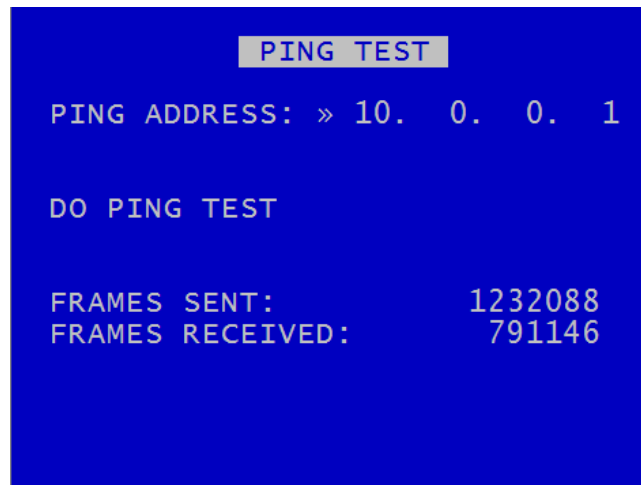 PING TEST
PING ADDRESS: » 10. 0. 0. 1
DO PING TEST
FRAMES SENT: 1232088
FRAMES RECEIVED: 791146